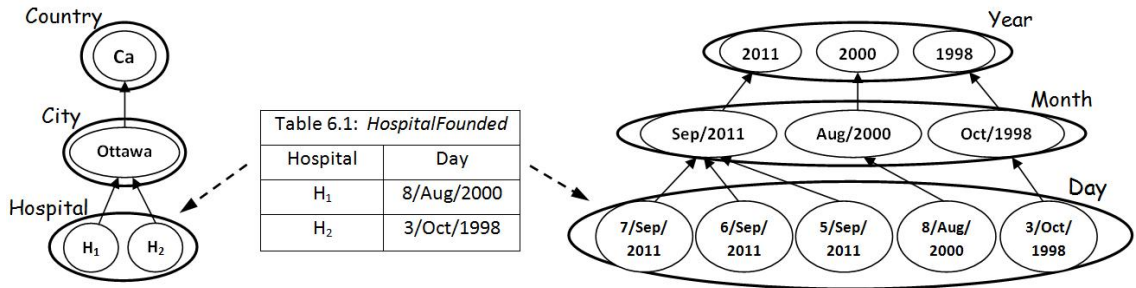 Country
Ca
City
Ottawa
Hospital
H₁ H₂
Table 6.1: HospitalFounded
Hospital Day
H₁ 8/Aug/2000
H₂ 3/Oct/1998
Year
2011 2000 1998
Month
Sep/2011 Aug/2000 Oct/1998
Day
7/Sep/ 6/Sep/ 5/Sep/ 8/Aug/ 3/Oct/
2011 2011 2011 2000 1998